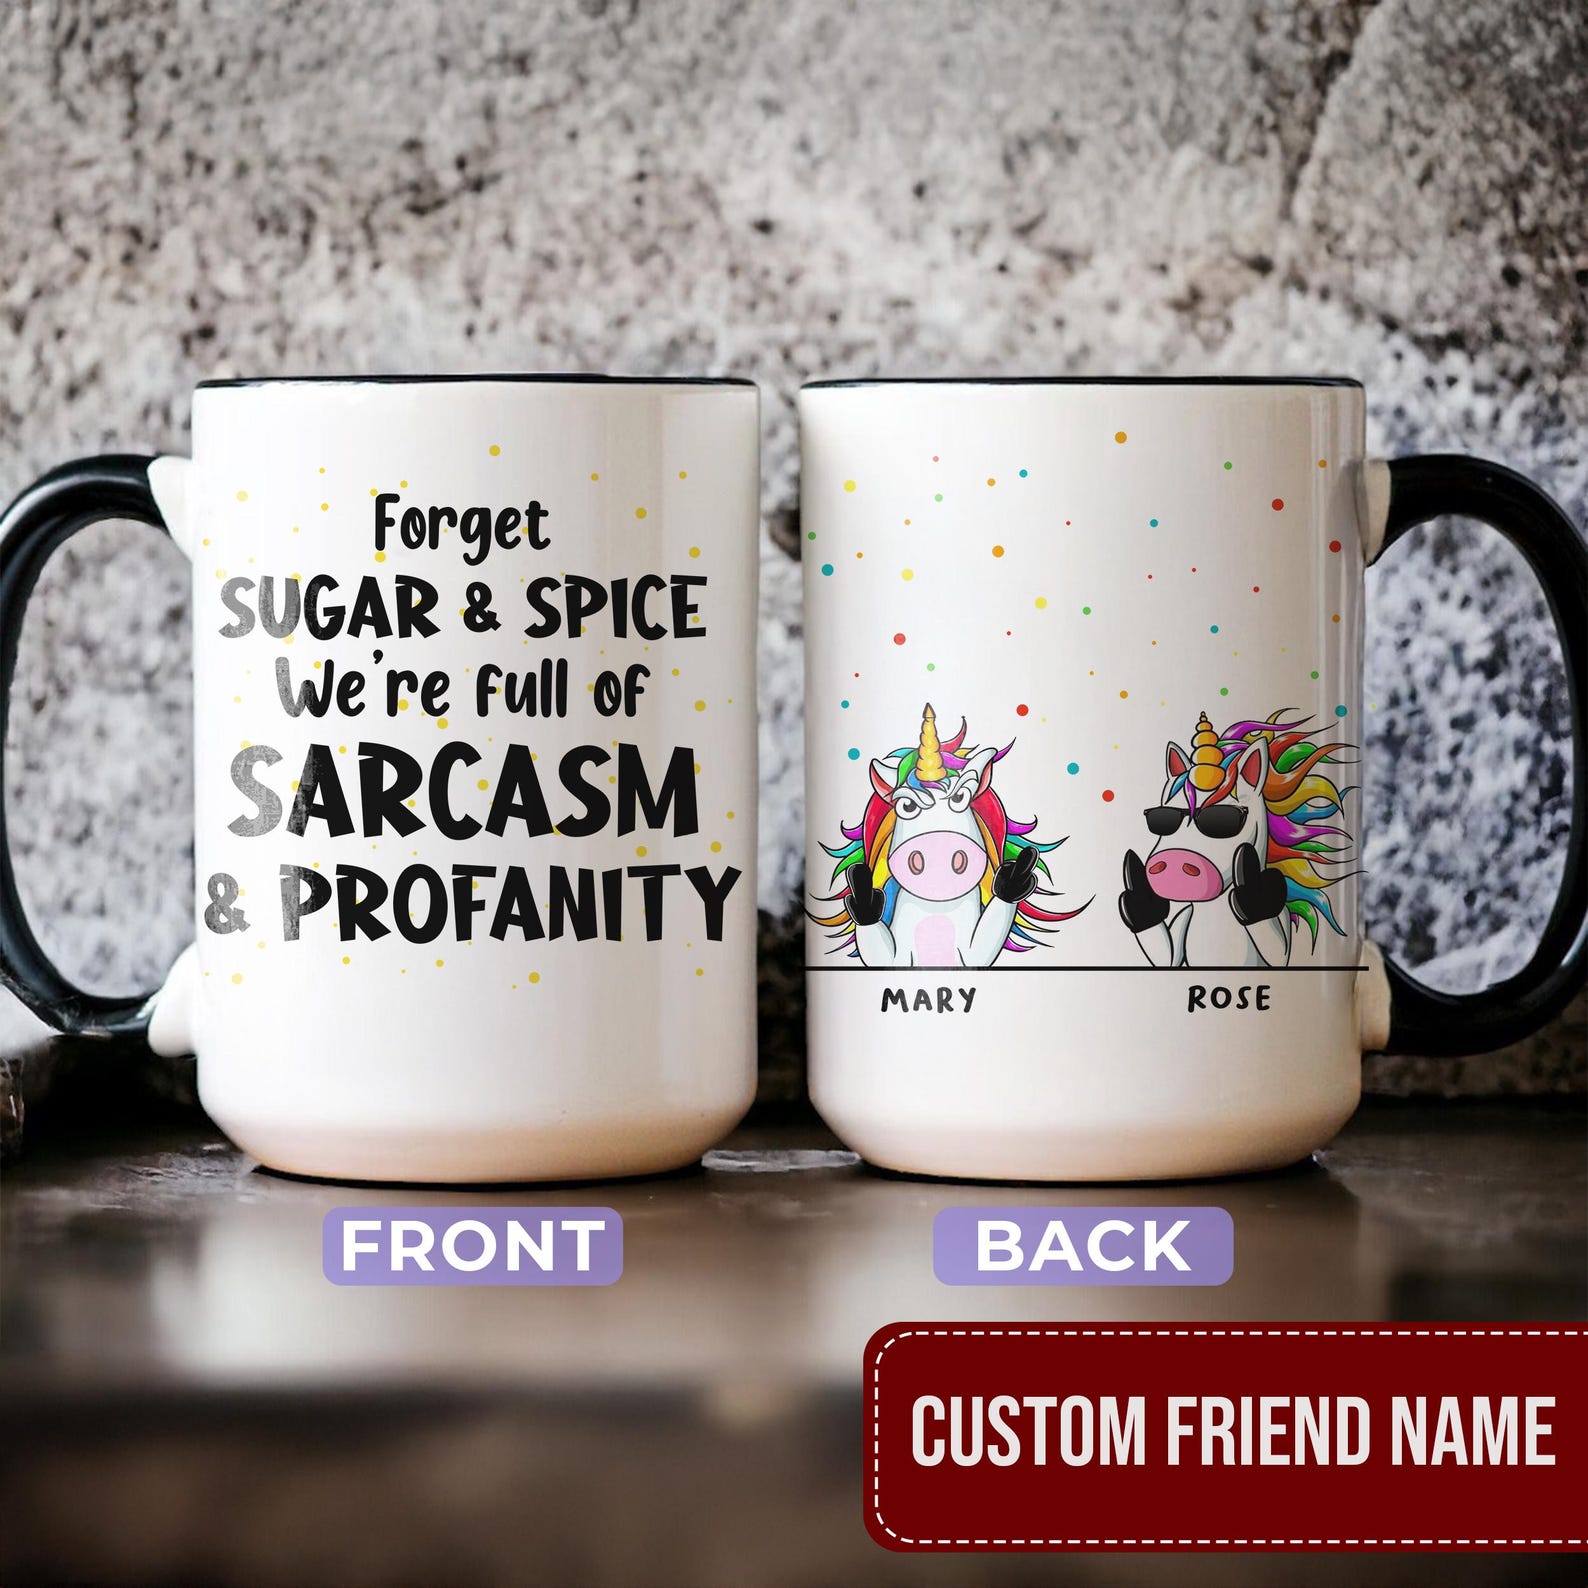 Forget
SUGAR & SPICE
We're full of
SARCASM
& PROFANITY
MARY
ROSE
FRONT
BACK
CUSTOM FRIEND NAME